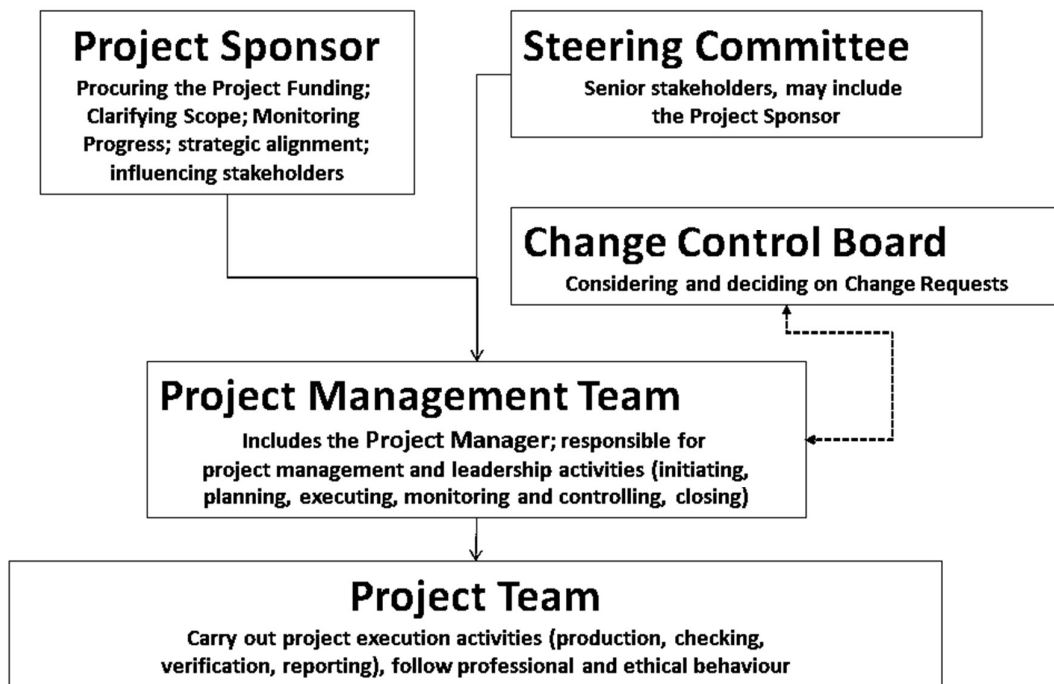 Project Sponsor
Procuring the Project Funding;
Clarifying Scope; Monitoring
Progress; strategic alignment;
influencing stakeholders
Steering Committee
Senior stakeholders, may include
the Project Sponsor
Change Control Board
Considering and deciding on Change Requests
Project Management Team
Includes the Project Manager; responsible for
project management and leadership activities (initiating,
planning, executing, monitoring and controlling, closing)
Project Team
Carry out project execution activities (production, checking,
verification, reporting), follow professional and ethical behaviour